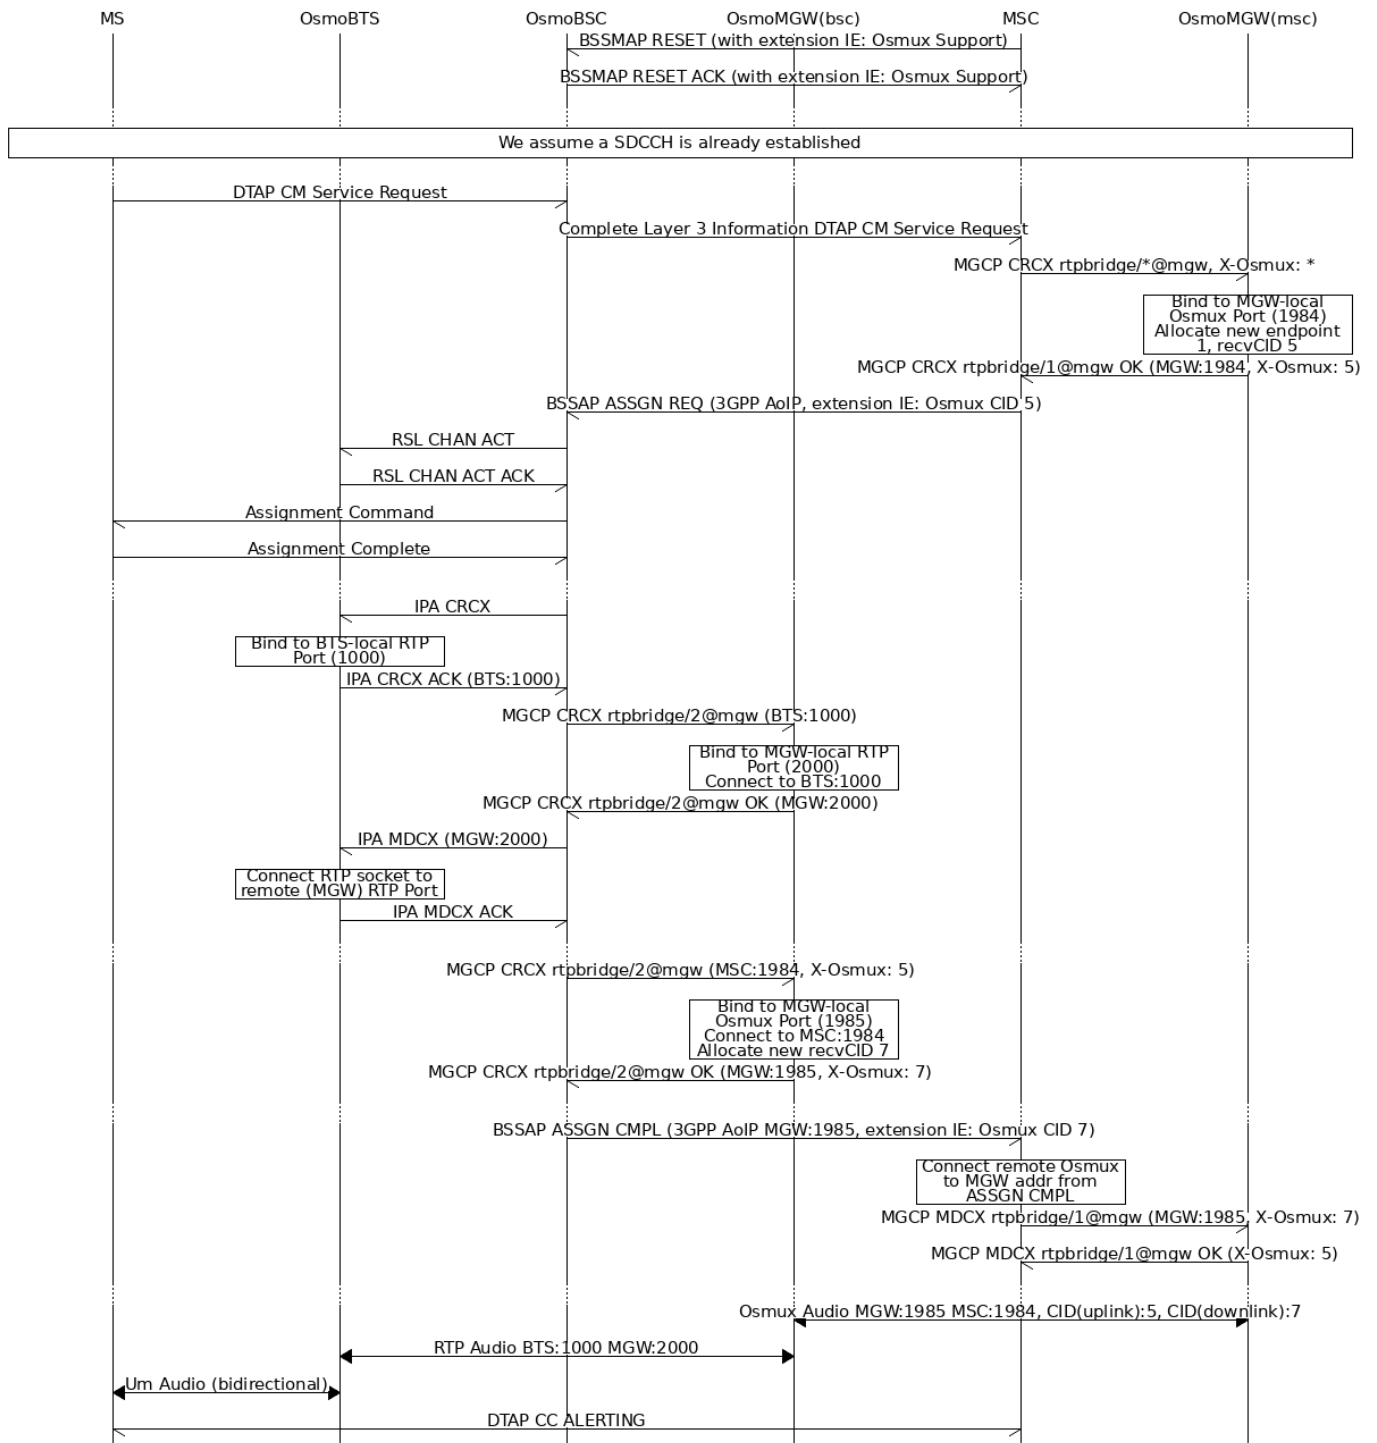 MS OsmoBTS OsmoBSC OsmoMGW(bsc) MSC OsmoMGW(msc)
BSSMAP RESET (with extension IE: Osmux Support)
BSSMAP RESET ACK (with extension IE: Osmux Support)
We assume a SDCCH is already established
DTAP CM Service Request
Complete Layer 3 Information DTAP CM Service Request
MGCP CRCX rtpbridge/*@mgw, X-Osmux: *
Bind to MGW-local
Osmux Port (1984)
Allocate new endpoint
1, recvCID 5
MGCP CRCX rtpbridge/1@mgw OK (MGW:1984, X-Osmux: 5)
BSSAP ASSGN REQ (3GPP AoIP, extension IE: Osmux CID 5)
RSL CHAN ACT
RSL CHAN ACT ACK
Assignment Command
Assignment Complete
IPA CRCX
Bind to BTS-local RTP
Port (1000)
IPA CRCX ACK (BTS:1000)
MGCP CRCX rtpbridge/2@mgw (BTS:1000)
Bind to MGW-local RTP
Port (2000)
Connect to BTS:1000
MGCP CRCX rtpbridge/2@mgw OK (MGW:2000)
IPA MDCX (MGW:2000)
Connect RTP socket to
remote (MGW) RTP Port
IPA MDCX ACK
MGCP CRCX rtpbridge/2@mgw (MSC:1984, X-Osmux: 5)
Bind to MGW-local
Osmux Port (1985)
Connect to MSC:1984
Allocate new recvCID 7
MGCP CRCX rtpbridge/2@mgw OK (MGW:1985, X-Osmux: 7)
BSSAP ASSGN CMPL (3GPP AoIP MGW:1985, extension IE: Osmux CID 7)
Connect remote Osmux
to MGW addr from
ASSGN CMPL
MGCP MDCX rtpbridge/1@mgw (MGW:1985, X-Osmux: 7)
MGCP MDCX rtpbridge/1@mgw OK (X-Osmux: 5)
Osmux Audio MGW:1985 MSC:1984, CID(uplink):5, CID(downlink):7
RTP Audio BTS:1000 MGW:2000
Um Audio (bidirectional)
DTAP CC ALERTING